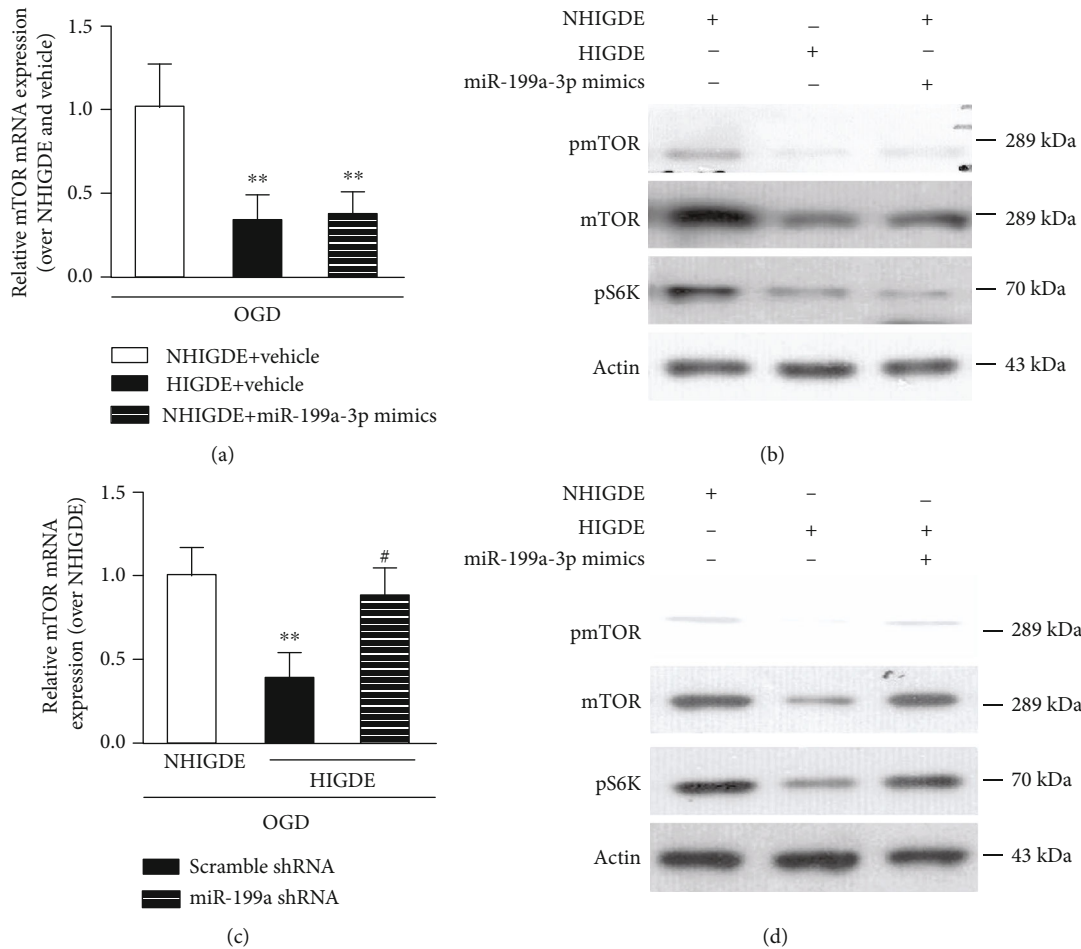 Relative mTOR mRNA expression
(over NHIGDE and vehicle)
1.5
1.0
0.5
0.0
**
**
OGD
NHIGDE+vehicle
HIGDE+vehicle
NHIGDE+miR-199a-3p mimics
(a)
NHIGDE + – +
HIGDE – + –
miR-199a-3p mimics – – +
pmTOR 289 kDa
mTOR 289 kDa
pS6K 70 kDa
Actin 43 kDa
(b)
Relative mTOR mRNA
expression (over NHIGDE)
1.5
1.0
0.5
0.0
**
#
NHIGDE
HIGDE
OGD
Scramble shRNA
miR-199a shRNA
(c)
NHIGDE + – –
HIGDE – + +
miR-199a-3p mimics – – +
pmTOR 289 kDa
mTOR 289 kDa
pS6K 70 kDa
Actin 43 kDa
(d)